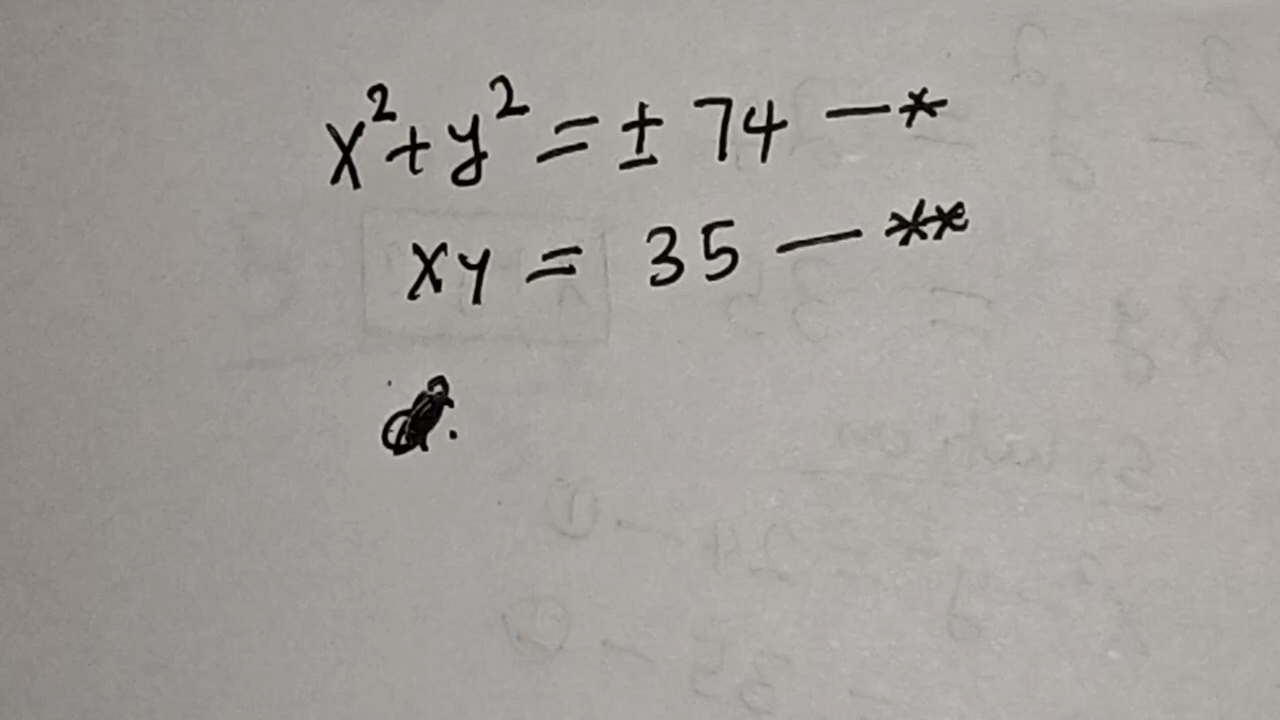 x² + y² = ± 74 — *
xy = 35 — **